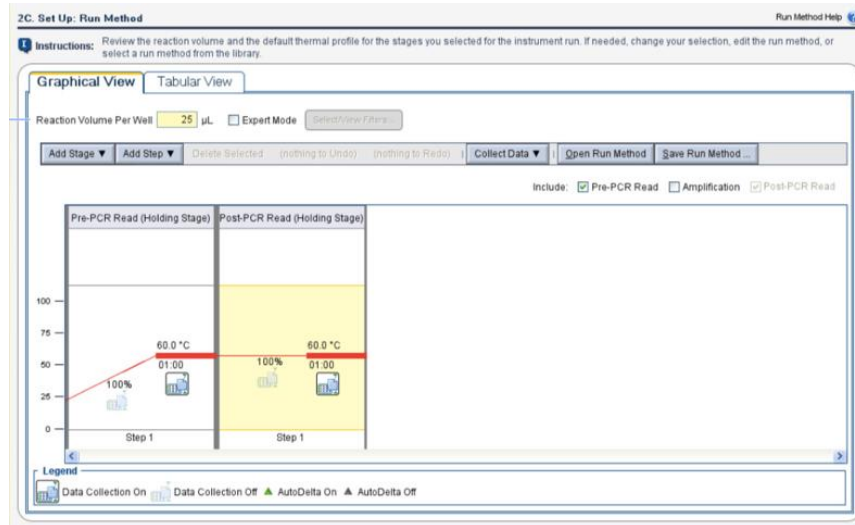 2C. Set Up: Run Method
Run Method Help
Instructions: Review the reaction volume and the default thermal profile for the stages you selected for the instrument run. If needed, change your selection, edit the run method, or
select a run method from the library.
Graphical View Tabular View
Reaction Volume Per Well 25 µL Expert Mode Select/View Filters...
Add Stage ▼ Add Step ▼ Delete Selected (nothing to Undo) (nothing to Redo) | Collect Data ▼ | Open Run Method Save Run Method ...
Include: Pre-PCR Read Amplification Post-PCR Read
Pre-PCR Read (Holding Stage) Post-PCR Read (Holding Stage)
100
75
60.0 °C 60.0 °C
50 01:00 100% 01:00
100%
25
0
Step 1 Step 1
Legend
Data Collection On Data Collection Off ▲ AutoDelta On ▲ AutoDelta Off